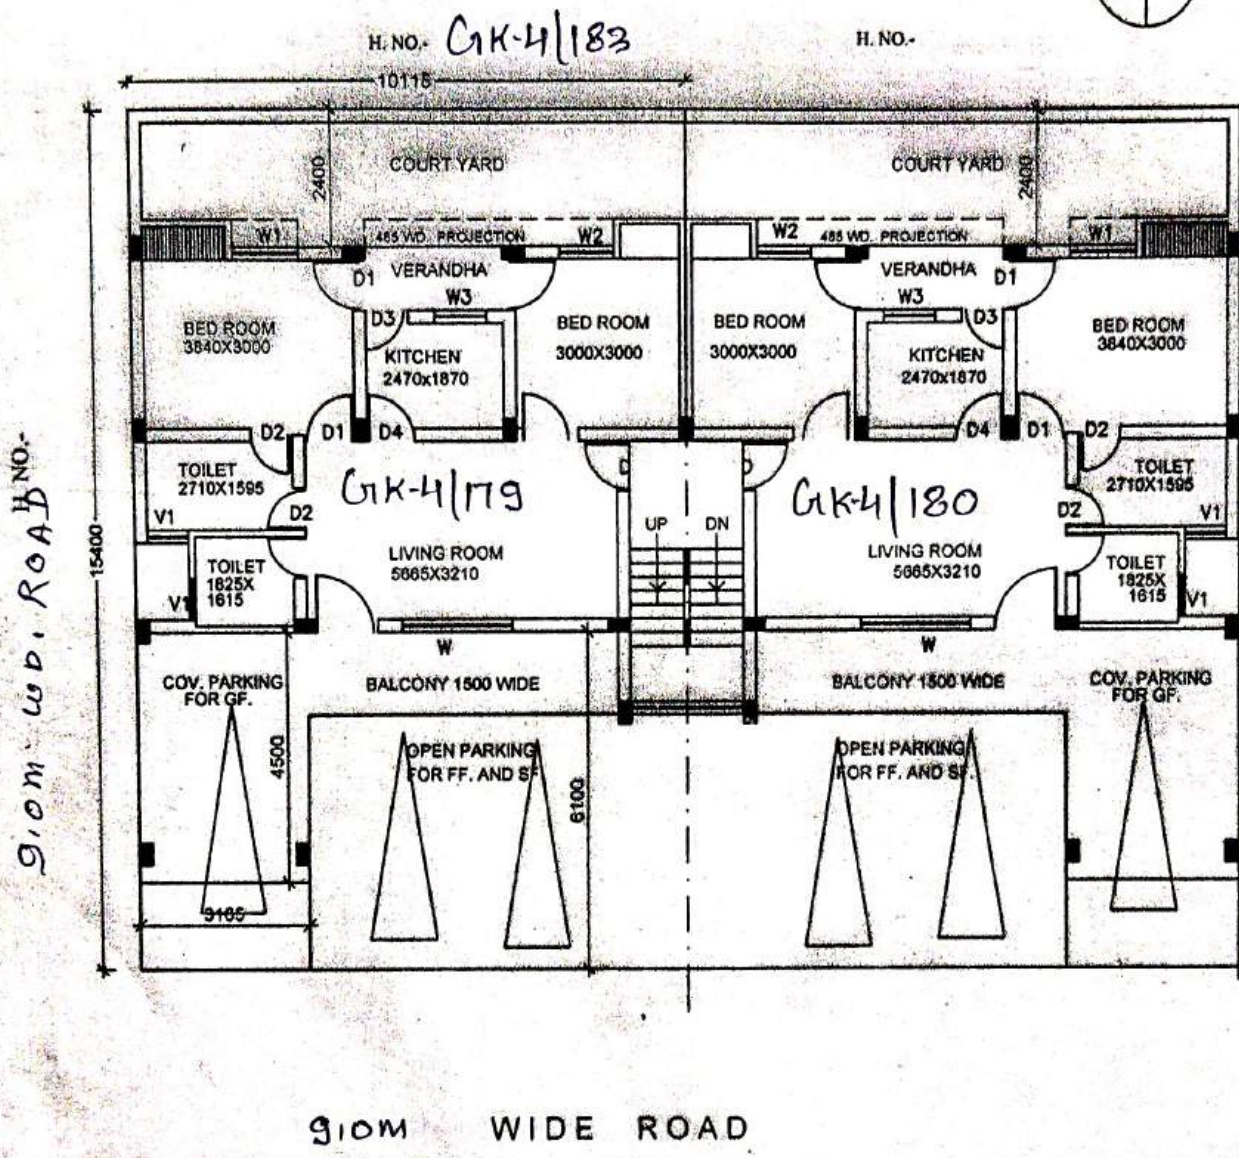 H. NO.- GK-4/183 H. NO.-
10115
COURT YARD COURT YARD
2400 2400
W1 485 WD. PROJECTION W2 W2 485 WD. PROJECTION W1
D1 VERANDHA VERANDHA D1
W3 W3
D3 D3
BED ROOM BED ROOM BED ROOM BED ROOM
3840X3000 3000X3000 3000X3000 3840X3000
KITCHEN KITCHEN
2470x1870 2470x1870
D2 D1 D4 D4 D1 D2
TOILET TOILET
2710X1595 2710X1595
GK-4/179 GK-4/180
V1 D2 UP DN D2 V1
LIVING ROOM LIVING ROOM
5665X3210 5665X3210
TOILET TOILET
1825X 1825X
1615 1615
V1 V1
W W
COV. PARKING COV. PARKING
FOR GF. FOR GF.
BALCONY 1500 WIDE BALCONY 1500 WIDE
OPEN PARKING OPEN PARKING
FOR FF. AND SF FOR FF. AND SF.
4500
6100
3165
15400
H. NO.-
9.0M WD. ROAD
9.0M WIDE ROAD